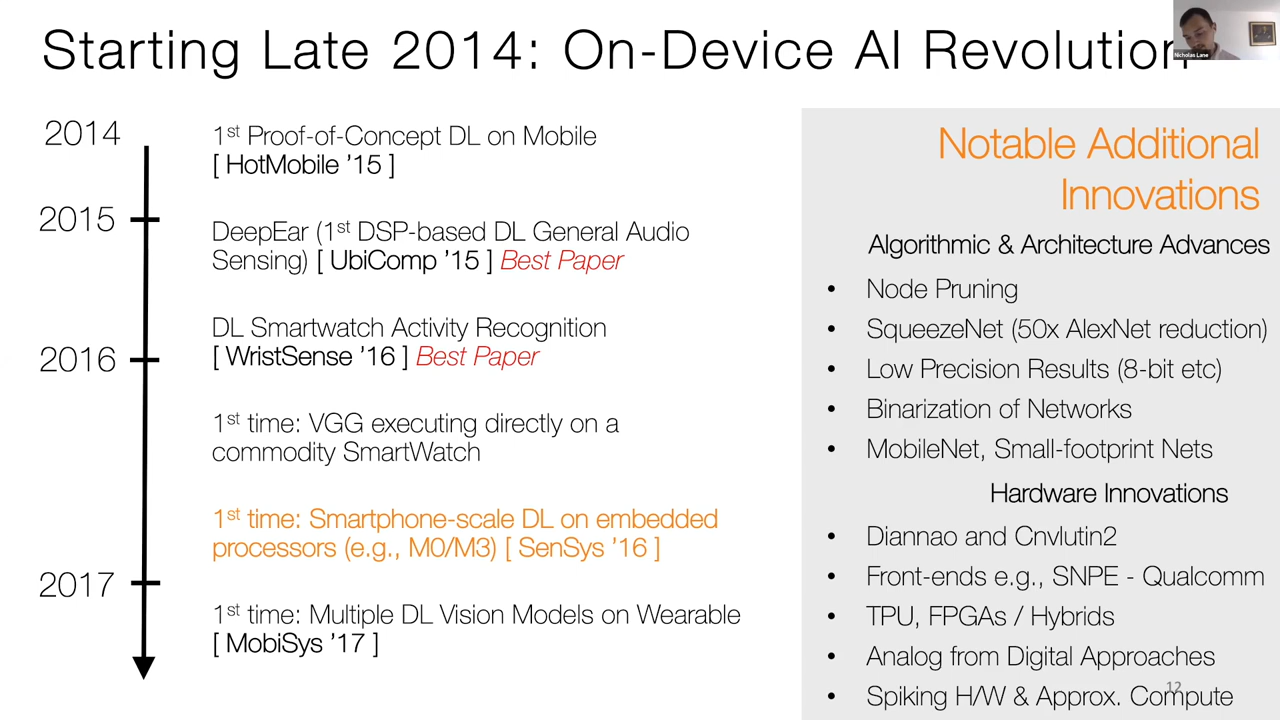 Starting Late 2014: On-Device AI Revolution
Nicholas Lane
2014
1st Proof-of-Concept DL on Mobile
[ HotMobile '15 ]
2015
DeepEar (1st DSP-based DL General Audio
Sensing) [ UbiComp '15 ] Best Paper
DL Smartwatch Activity Recognition
2016
[ WristSense '16 ] Best Paper
1st time: VGG executing directly on a
commodity SmartWatch
1st time: Smartphone-scale DL on embedded
processors (e.g., M0/M3) [ SenSys '16 ]
2017
1st time: Multiple DL Vision Models on Wearable
[ MobiSys '17 ]
Notable Additional
Innovations
Algorithmic & Architecture Advances
• Node Pruning
• SqueezeNet (50x AlexNet reduction)
• Low Precision Results (8-bit etc)
• Binarization of Networks
• MobileNet, Small-footprint Nets
Hardware Innovations
• Diannao and Cnvlutin2
• Front-ends e.g., SNPE - Qualcomm
• TPU, FPGAs / Hybrids
• Analog from Digital Approaches
• Spiking H/W & Approx. Compute
12